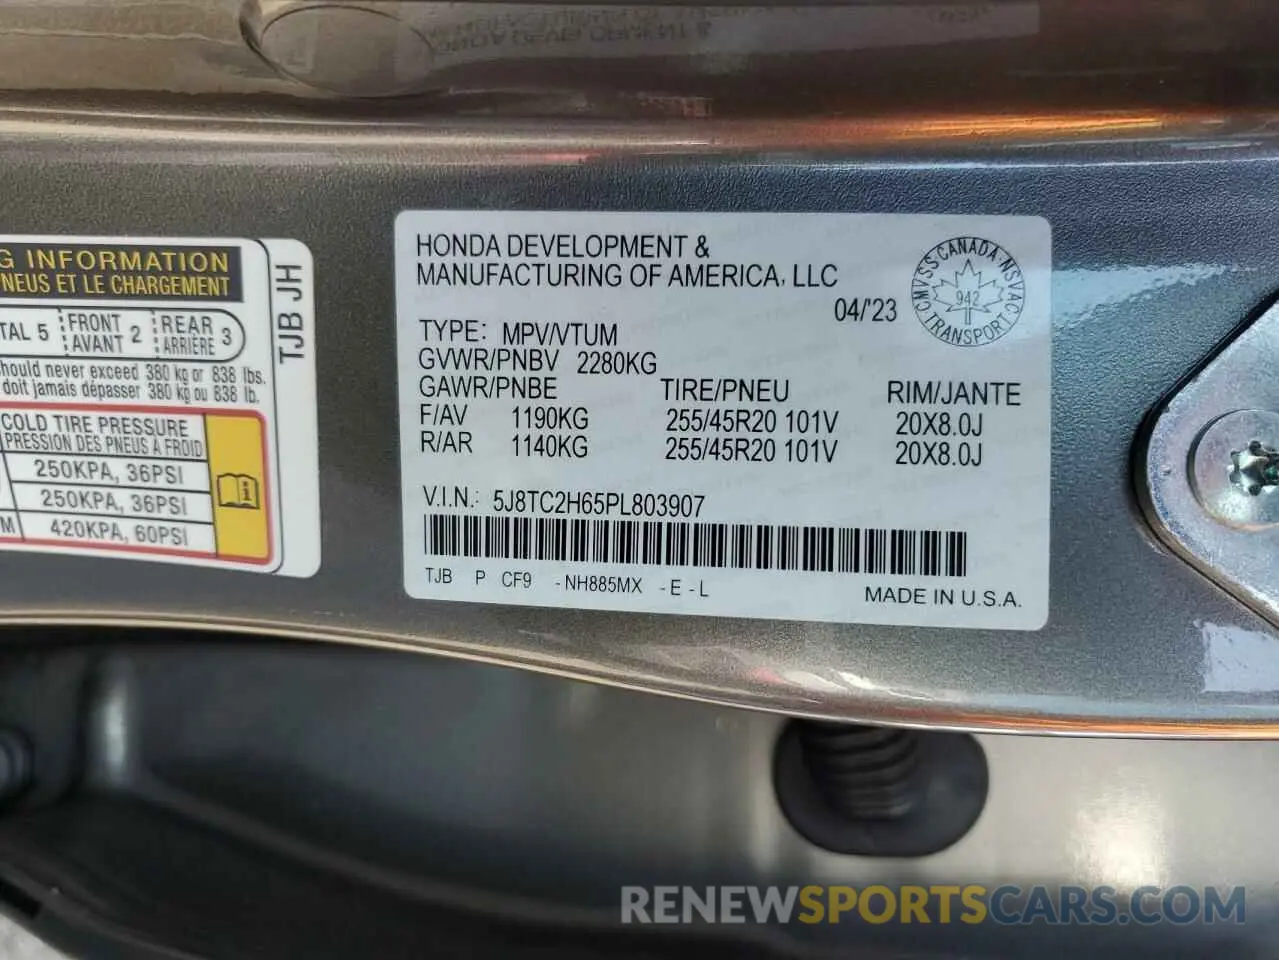 G INFORMATION
PNEUS ET LE CHARGEMENT
TJB JH
TAL 5 FRONT AVANT 2 REAR ARRIÈRE 3
hould never exceed 380 kg or 838 lbs.
doit jamais dépasser 380 kg ou 838 lb.
COLD TIRE PRESSURE
PRESSION DES PNEUS À FROID
250KPA, 36PSI
250KPA, 36PSI
M 420KPA, 60PSI
HONDA DEVELOPMENT &
MANUFACTURING OF AMERICA, LLC
04/'23
CANADA · NSVAC · TRANSPORT · CMVSS
942
TYPE: MPV/VTUM
GVWR/PNBV 2280KG
GAWR/PNBE TIRE/PNEU RIM/JANTE
F/AV 1190KG 255/45R20 101V 20X8.0J
R/AR 1140KG 255/45R20 101V 20X8.0J
V.I.N.: 5J8TC2H65PL803907
TJB P CF9 -NH885MX -E-L MADE IN U.S.A.
RENEWSPORTSCARS.COM